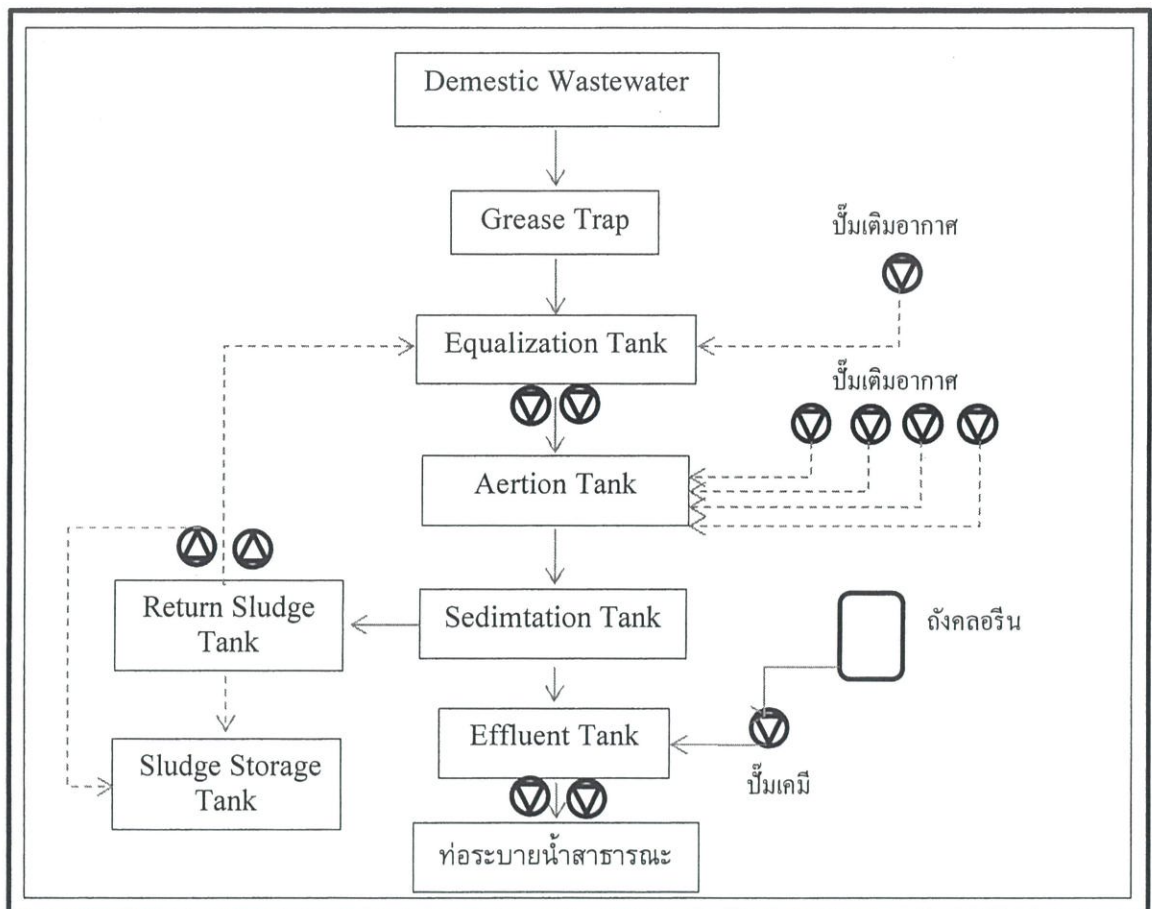 Demestic Wastewater
Grease Trap
ปั๊มเติมอากาศ
Equalization Tank
ปั๊มเติมอากาศ
Aertion Tank
Return Sludge
Tank
Sedimtation Tank
ถังคลอรีน
Effluent Tank
Sludge Storage
Tank
ปั๊มเคมี
ท่อระบายน้ำสาธารณะ